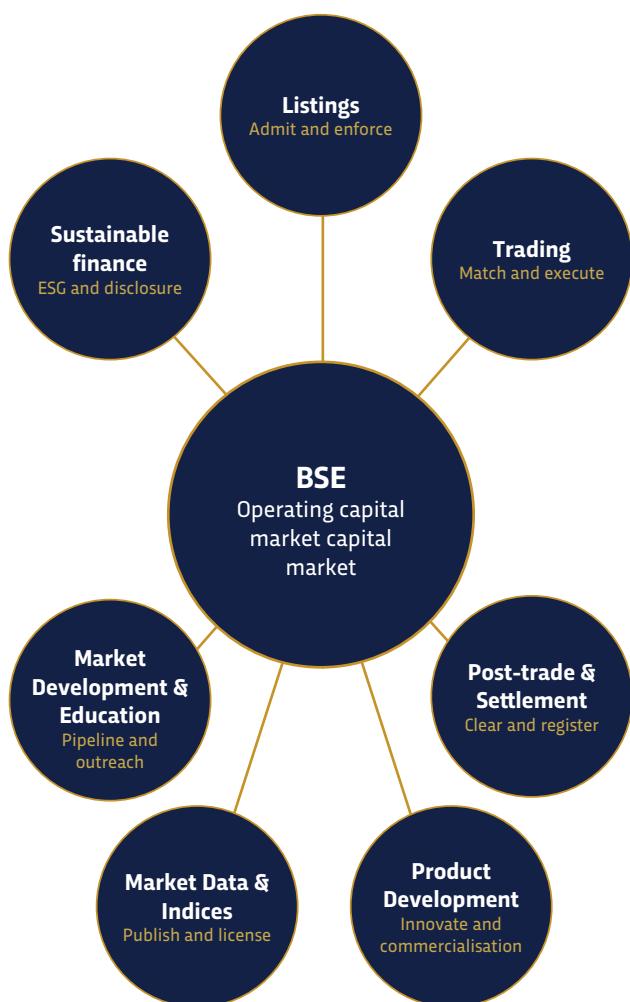 Listings
Admit and enforce
Sustainable
finance
ESG and disclosure
Trading
Match and execute
BSE
Operating capital
market capital
market
Market
Development &
Education
Pipeline and
outreach
Post-trade &
Settlement
Clear and register
Market Data &
Indices
Publish and license
Product
Development
Innovate and
commercialisation